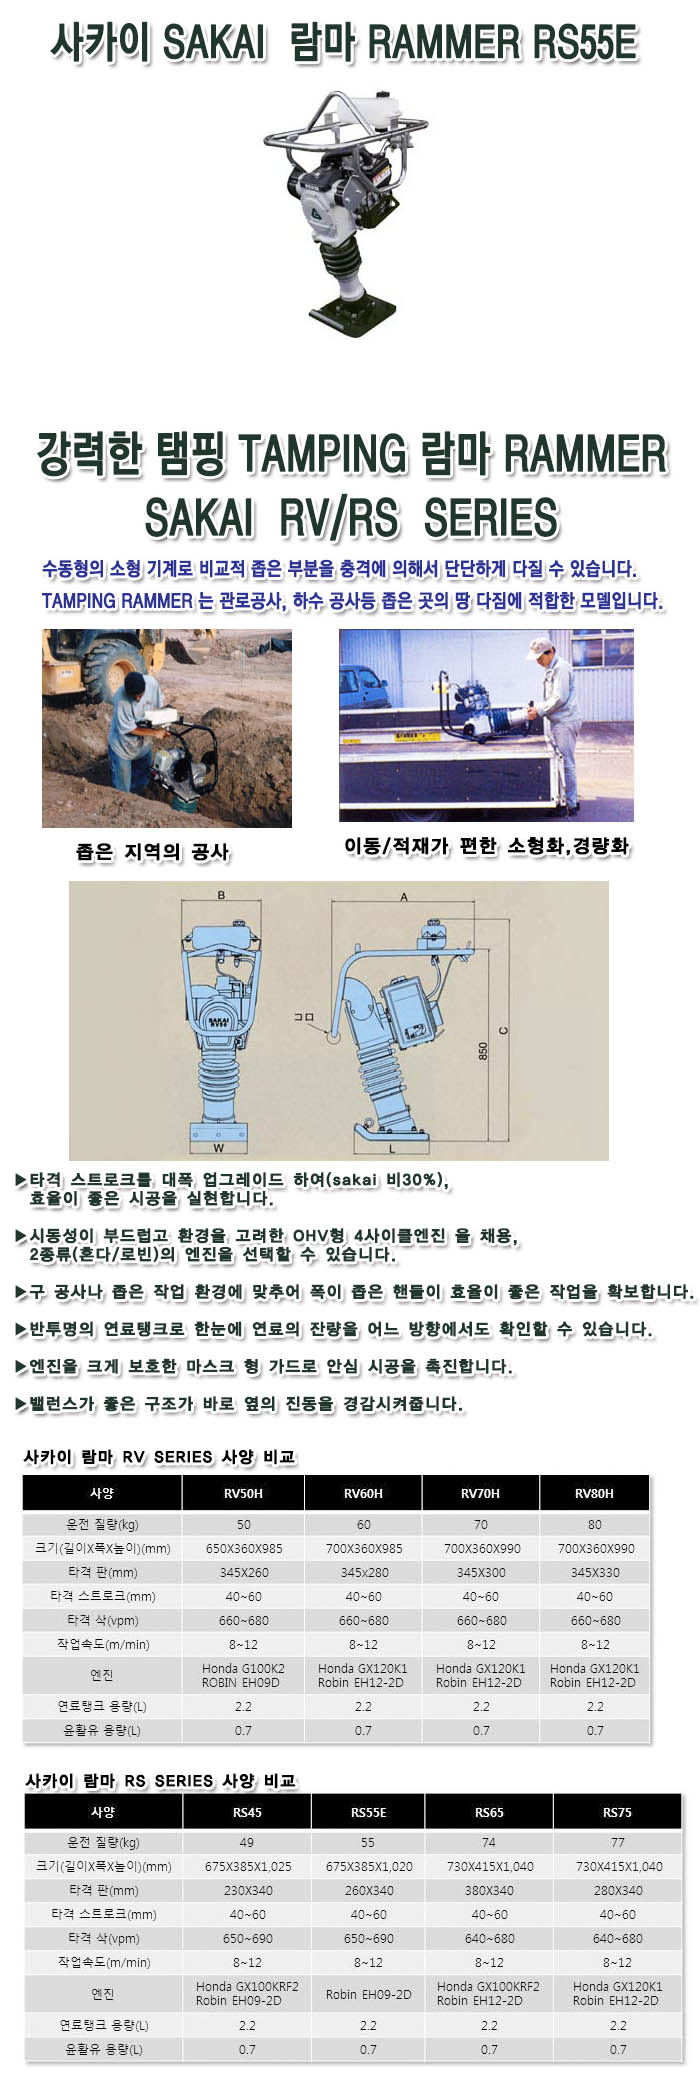 사카이 SAKAI 람마 RAMMER RS55E
강력한 탬핑 TAMPING 람마 RAMMER
SAKAI RV/RS SERIES
수동형의 소형 기계로 비교적 좁은 부분을 충격에 의해서 단단하게 다질 수 있습니다.
TAMPING RAMMER 는 관로공사, 하수 공사등 좁은 곳의 땅 다짐에 적합한 모델입니다.
좁은 지역의 공사
이동/적재가 편한 소형화,경량화
B
A
SAKAI
RV50
コロ
850
C
W
L
▶타격 스트로크를 대폭 업그레이드 하여(sakai 비30%),
효율이 좋은 시공을 실현합니다.
▶시동성이 부드럽고 환경을 고려한 OHV형 4사이클엔진 을 채용,
2종류(혼다/로빈)의 엔진을 선택할 수 있습니다.
▶구 공사나 좁은 작업 환경에 맞추어 폭이 좁은 핸들이 효율이 좋은 작업을 확보합니다.
▶반투명의 연료탱크로 한눈에 연료의 잔량을 어느 방향에서도 확인할 수 있습니다.
▶엔진을 크게 보호한 마스크 형 가드로 안심 시공을 촉진합니다.
▶밸런스가 좋은 구조가 바로 옆의 진동을 경감시켜줍니다.
사카이 람마 RV SERIES 사양 비교
사양 RV50H RV60H RV70H RV80H
운전 질량(kg) 50 60 70 80
크기(길이X폭X높이)(mm) 650X360X985 700X360X985 700X360X990 700X360X990
타격 판(mm) 345X260 345x280 345X300 345X330
타격 스트로크(mm) 40~60 40~60 40~60 40~60
타격 삭(vpm) 660~680 660~680 660~680 660~680
작업속도(m/min) 8~12 8~12 8~12 8~12
엔진 Honda G100K2 Honda GX120K1 Honda GX120K1 Honda GX120K1
ROBIN EH09D Robin EH12-2D Robin EH12-2D Robin EH12-2D
연료탱크 용량(L) 2.2 2.2 2.2 2.2
윤활유 용량(L) 0.7 0.7 0.7 0.7
사카이 람마 RS SERIES 사양 비교
사양 RS45 RS55E RS65 RS75
운전 질량(kg) 49 55 74 77
크기(길이X폭X높이)(mm) 675X385X1,025 675X385X1,020 730X415X1,040 730X415X1,040
타격 판(mm) 230X340 260X340 380X340 280X340
타격 스트로크(mm) 40~60 40~60 40~60 40~60
타격 삭(vpm) 650~690 650~690 640~680 640~680
작업속도(m/min) 8~12 8~12 8~12 8~12
엔진 Honda GX100KRF2 Robin EH09-2D Honda GX100KRF2 Honda GX120K1
Robin EH09-2D Robin EH12-2D Robin EH12-2D
연료탱크 용량(L) 2.2 2.2 2.2 2.2
윤활유 용량(L) 0.7 0.7 0.7 0.7